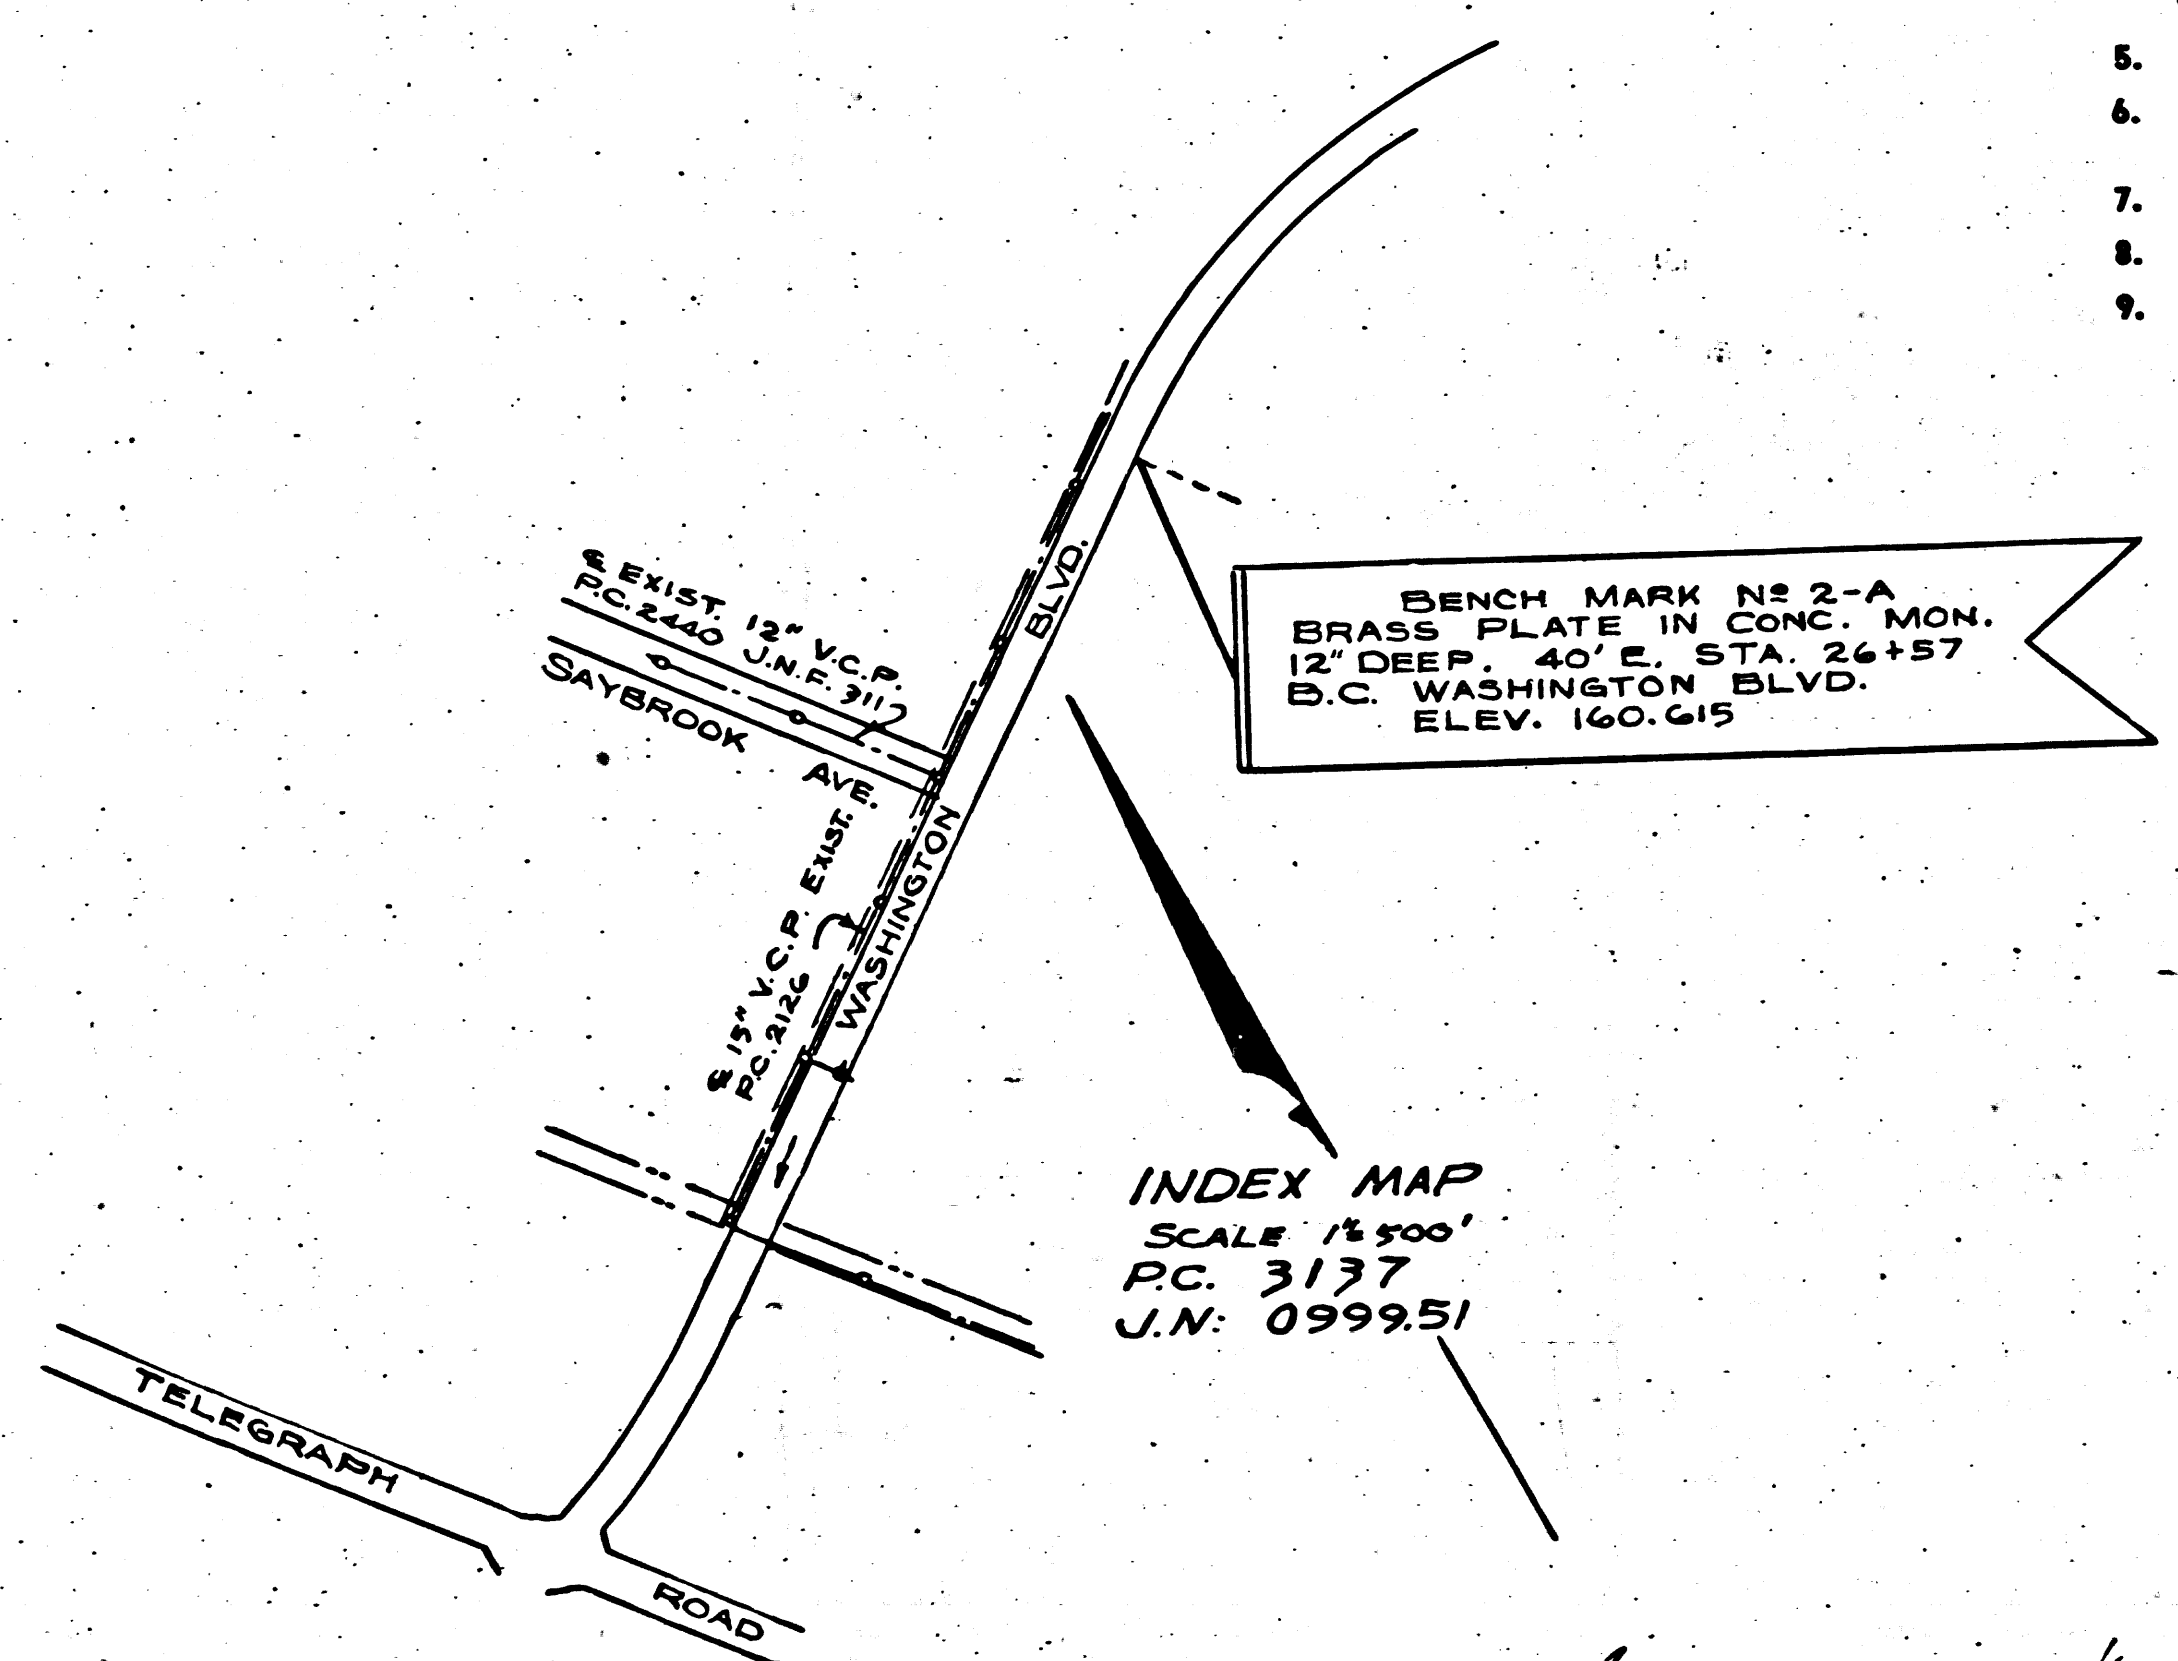 5.
6.
7.
8.
9.
℄ EXIST. 12" V.C.P.
P.C. 2440 J.N.F. 311
SAYBROOK AVE.
BLVD.
BENCH MARK Nº 2-A
BRASS PLATE IN CONC. MON.
12" DEEP. 40' E. STA. 26+57
B.C. WASHINGTON BLVD.
ELEV. 160.615
WASHINGTON
℄ 15" V.C.P. EXIST.
P.C. 2126
INDEX MAP
SCALE 1"=500'
P.C. 3137
J.N: 0999.51
TELEGRAPH
ROAD